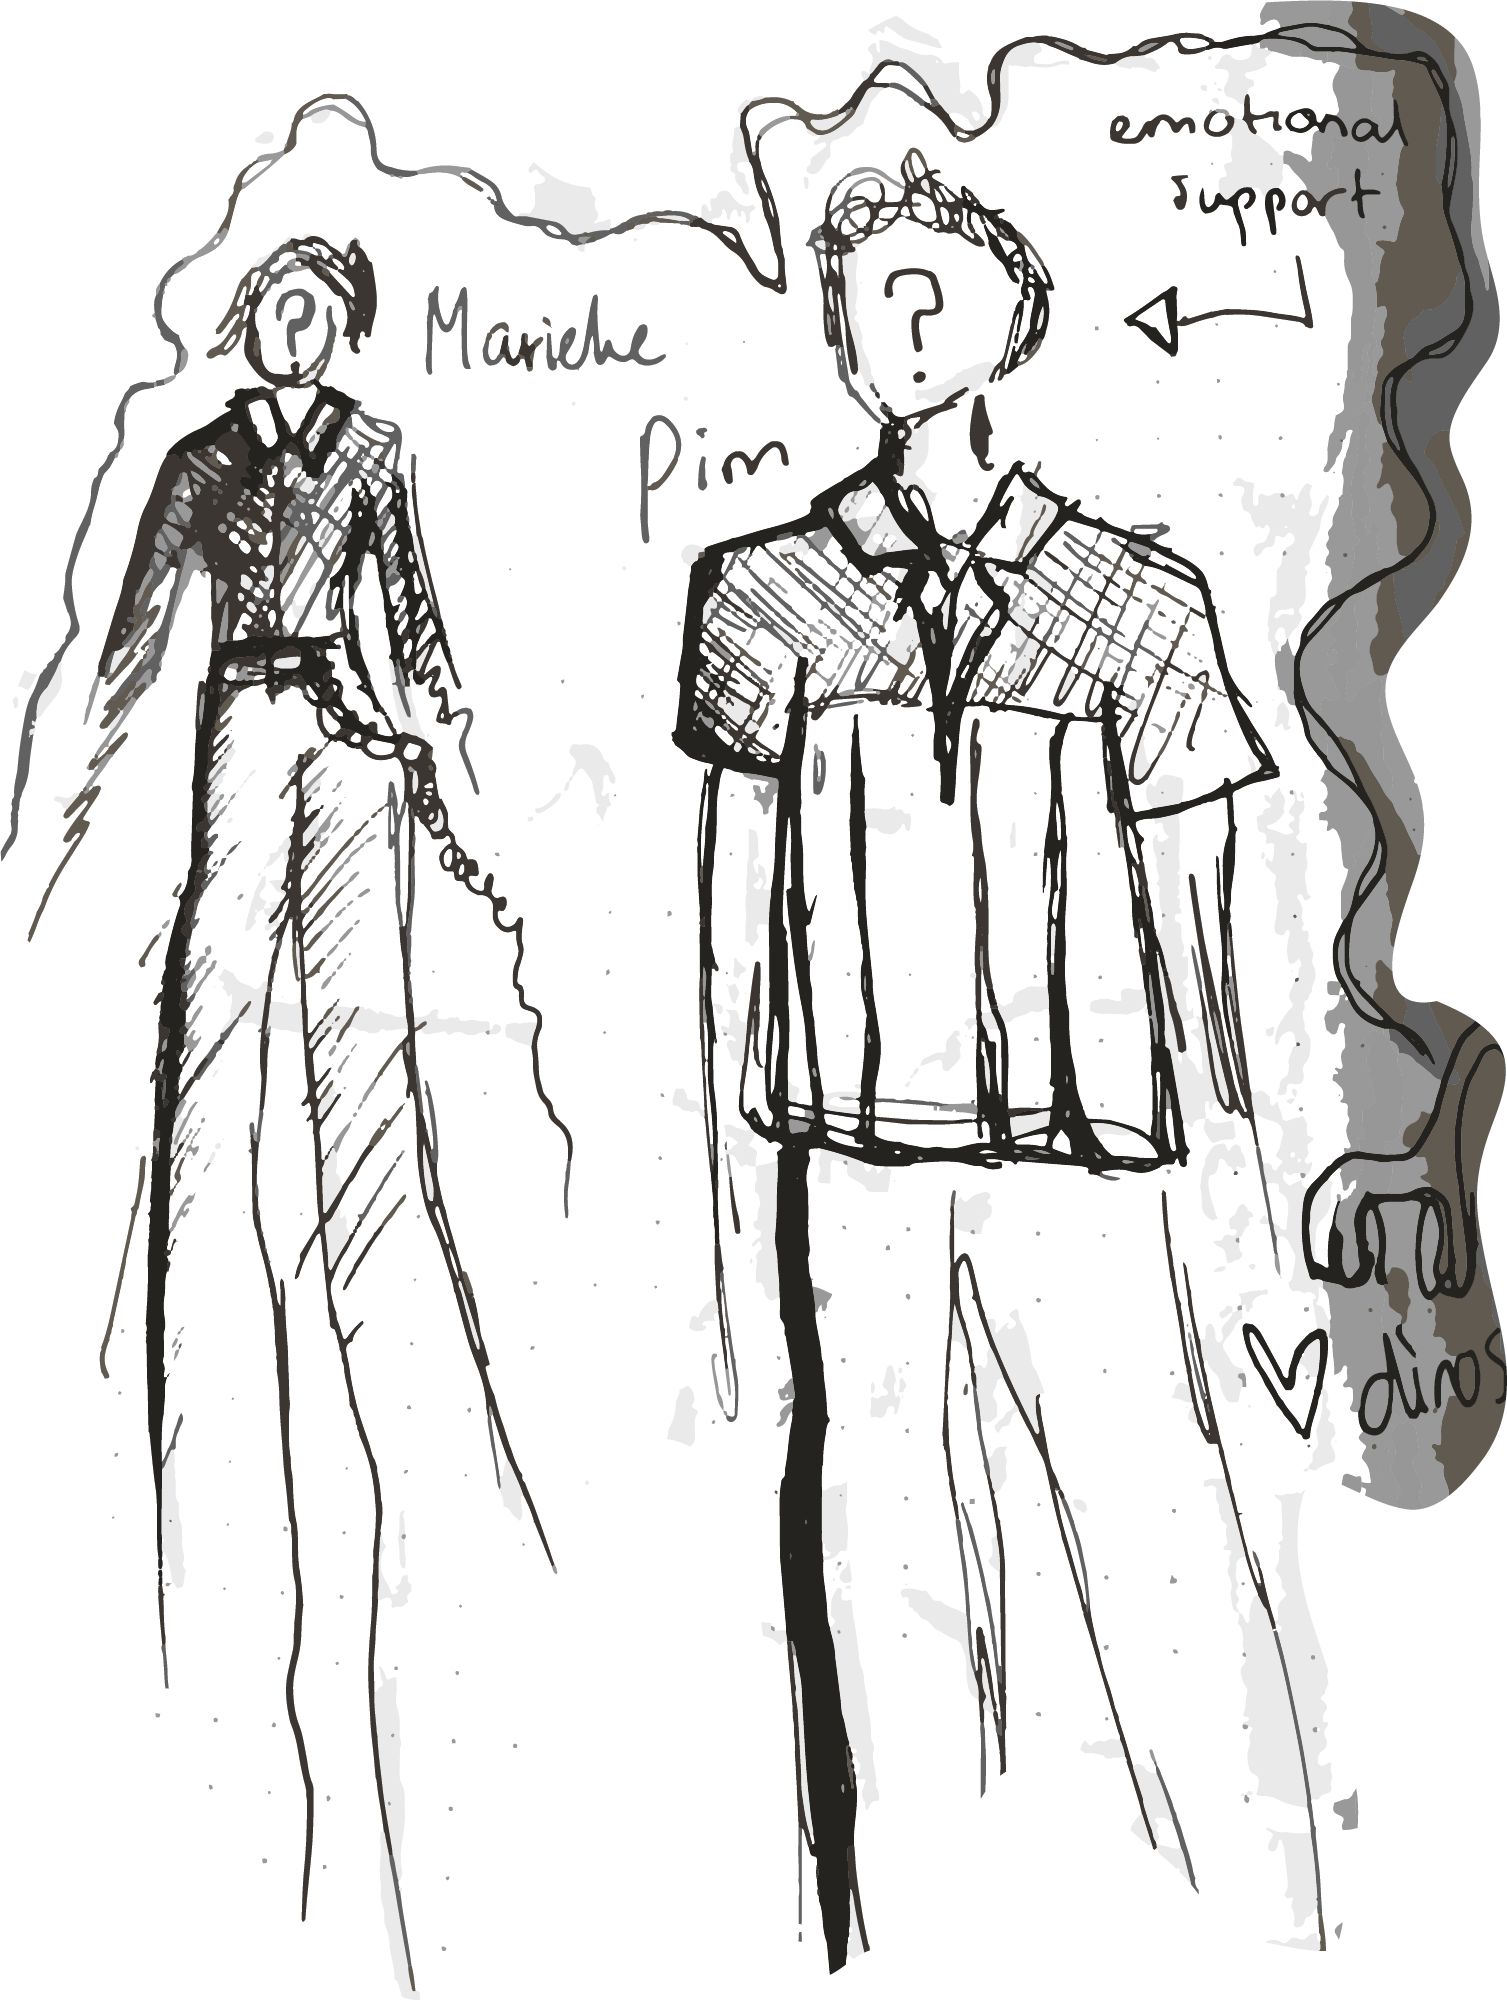 emotional
support
?
?
Marieke
Pim
♡ dinos